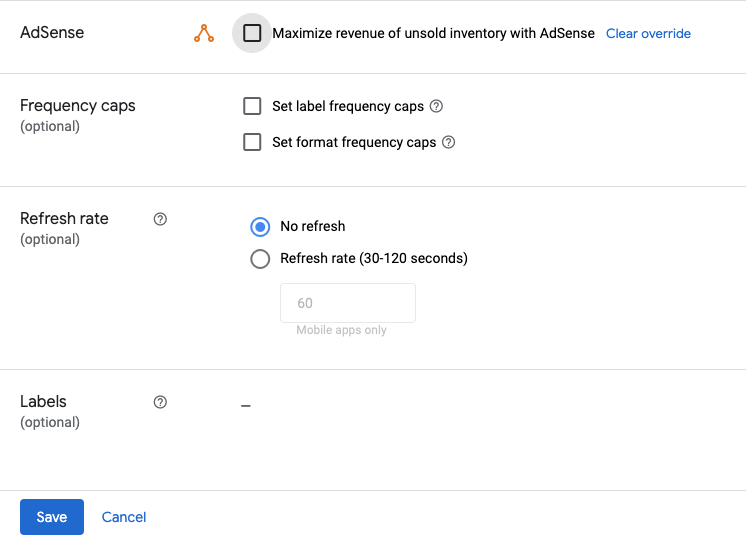 AdSense
Maximize revenue of unsold inventory with AdSense Clear override
Frequency caps
(optional)
Set label frequency caps
Set format frequency caps
Refresh rate
(optional)
No refresh
Refresh rate (30-120 seconds)
60
Mobile apps only
Labels
(optional)
–
Save Cancel